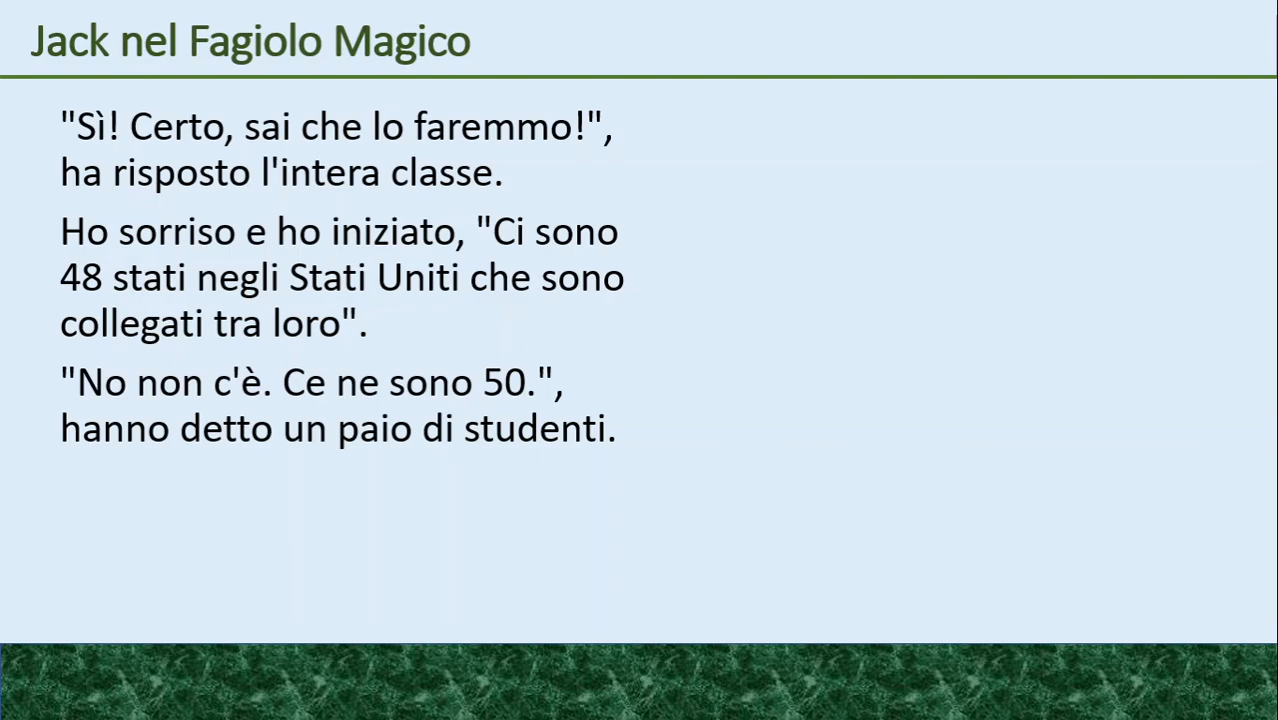 Jack nel Fagiolo Magico
"Sì! Certo, sai che lo faremmo!",
ha risposto l'intera classe.
Ho sorriso e ho iniziato, "Ci sono
48 stati negli Stati Uniti che sono
collegati tra loro".
"No non c'è. Ce ne sono 50.",
hanno detto un paio di studenti.